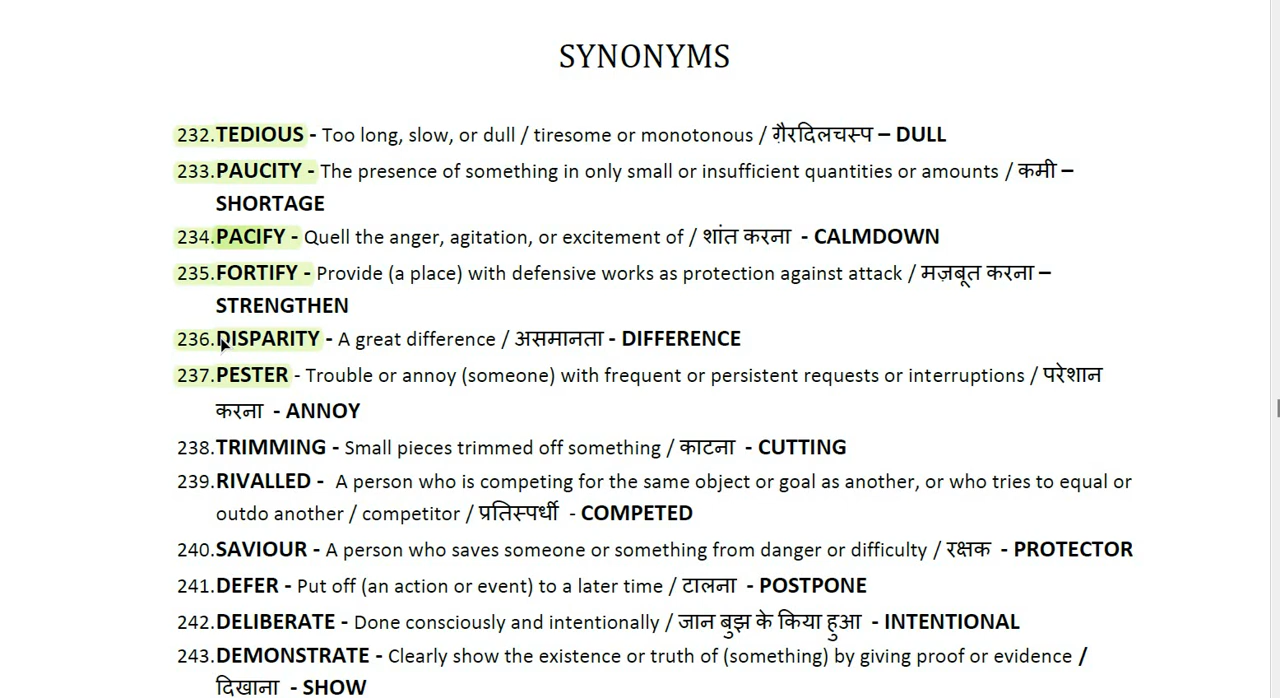 SYNONYMS
232.TEDIOUS - Too long, slow, or dull / tiresome or monotonous / ग़ैरदिलचस्प – DULL
233.PAUCITY - The presence of something in only small or insufficient quantities or amounts / कमी –
SHORTAGE
234.PACIFY - Quell the anger, agitation, or excitement of / शांत करना - CALMDOWN
235.FORTIFY - Provide (a place) with defensive works as protection against attack / मज़बूत करना –
STRENGTHEN
236.DISPARITY - A great difference / असमानता - DIFFERENCE
237.PESTER - Trouble or annoy (someone) with frequent or persistent requests or interruptions / परेशान
करना - ANNOY
238.TRIMMING - Small pieces trimmed off something / काटना - CUTTING
239.RIVALLED - A person who is competing for the same object or goal as another, or who tries to equal or
outdo another / competitor / प्रतिस्पर्धी - COMPETED
240.SAVIOUR - A person who saves someone or something from danger or difficulty / रक्षक - PROTECTOR
241.DEFER - Put off (an action or event) to a later time / टालना - POSTPONE
242.DELIBERATE - Done consciously and intentionally / जान बुझ के किया हुआ - INTENTIONAL
243.DEMONSTRATE - Clearly show the existence or truth of (something) by giving proof or evidence /
दिखाना - SHOW